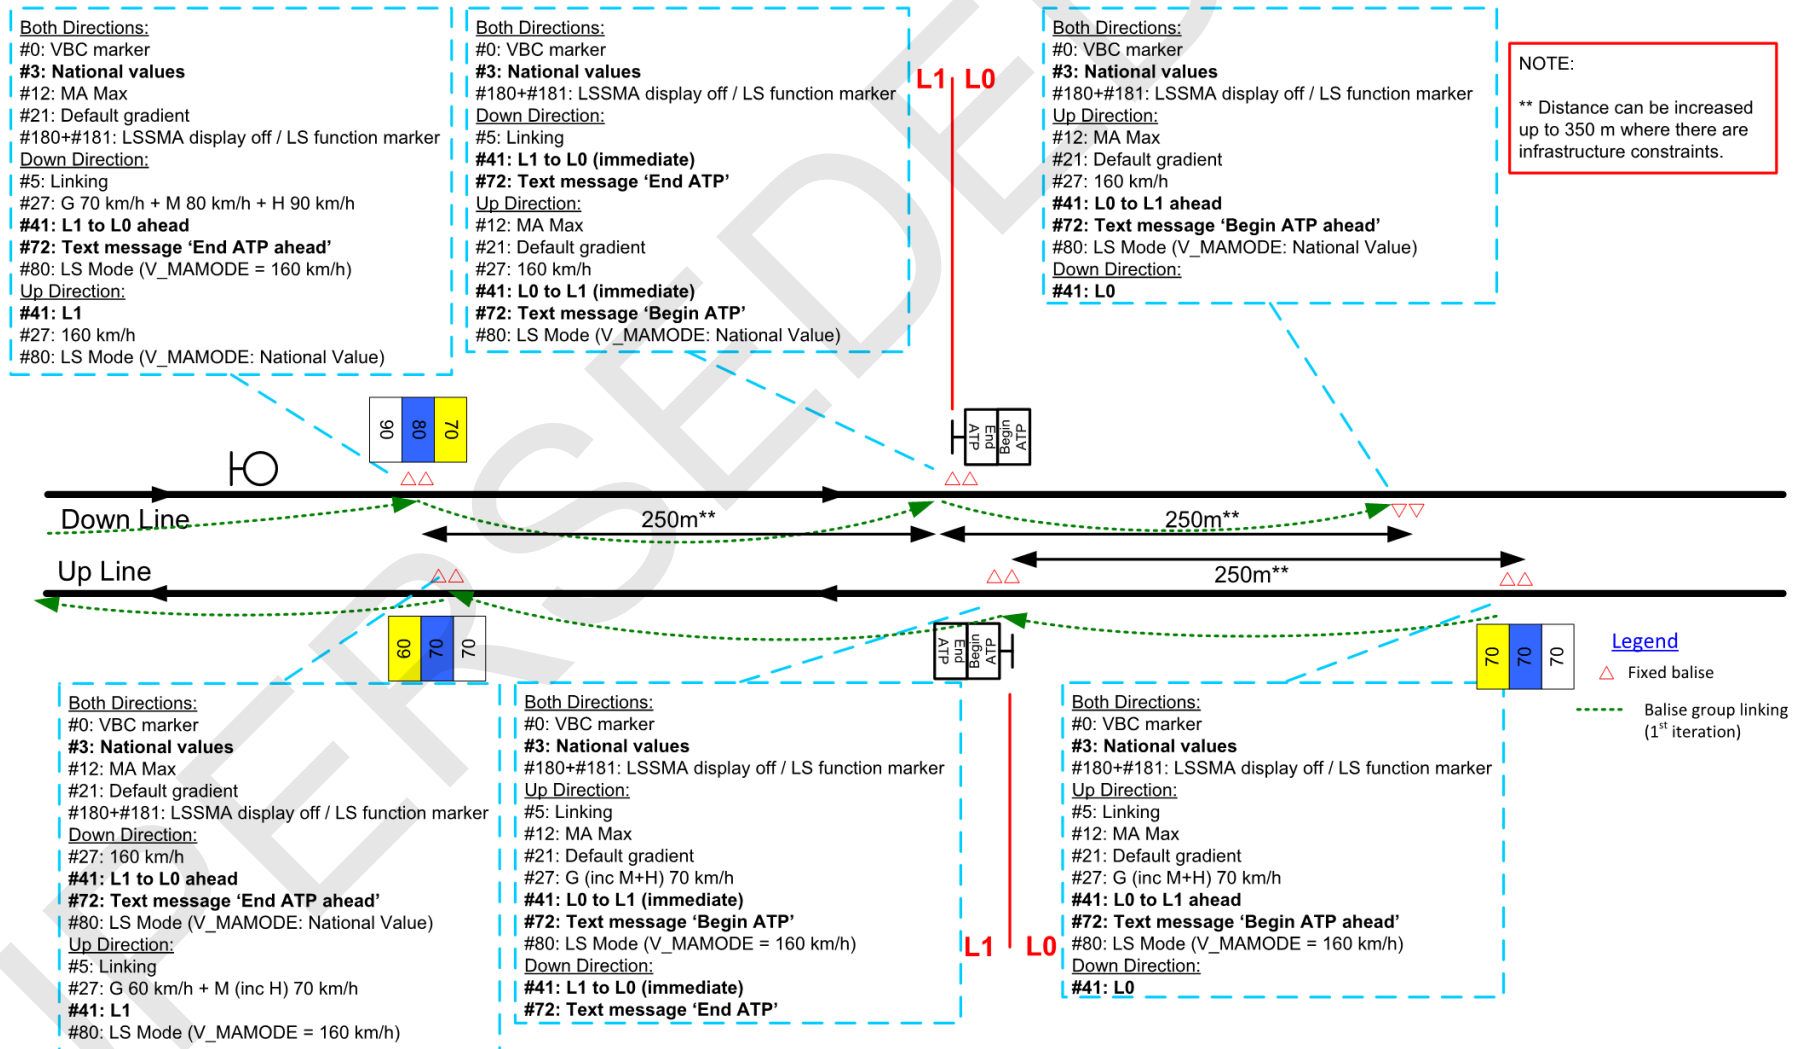 Both Directions:
#0: VBC marker
#3: National values
#12: MA Max
#21: Default gradient
#180+#181: LSSMA display off / LS function marker
Down Direction:
#5: Linking
#27: G 70 km/h + M 80 km/h + H 90 km/h
#41: L1 to L0 ahead
#72: Text message ‘End ATP ahead’
#80: LS Mode (V_MAMODE = 160 km/h)
Up Direction:
#41: L1
#27: 160 km/h
#80: LS Mode (V_MAMODE: National Value)
Both Directions:
#0: VBC marker
#3: National values
#180+#181: LSSMA display off / LS function marker
Down Direction:
#5: Linking
#41: L1 to L0 (immediate)
#72: Text message ‘End ATP’
Up Direction:
#12: MA Max
#21: Default gradient
#27: 160 km/h
#41: L0 to L1 (immediate)
#72: Text message ‘Begin ATP’
#80: LS Mode (V_MAMODE: National Value)
L1 L0
Both Directions:
#0: VBC marker
#3: National values
#180+#181: LSSMA display off / LS function marker
Up Direction:
#12: MA Max
#21: Default gradient
#27: 160 km/h
#41: L0 to L1 ahead
#72: Text message ‘Begin ATP ahead’
#80: LS Mode (V_MAMODE: National Value)
Down Direction:
#41: L0
NOTE:
** Distance can be increased
up to 350 m where there are
infrastructure constraints.
90 80 70
End
ATP
Begin
ATP
Down Line
250m**
250m**
Up Line
250m**
60 70 70
End
ATP
Begin
ATP
70 70 70
Legend
Fixed balise
Balise group linking
(1st iteration)
Both Directions:
#0: VBC marker
#3: National values
#12: MA Max
#21: Default gradient
#180+#181: LSSMA display off / LS function marker
Down Direction:
#27: 160 km/h
#41: L1 to L0 ahead
#72: Text message ‘End ATP ahead’
#80: LS Mode (V_MAMODE: National Value)
Up Direction:
#5: Linking
#27: G 60 km/h + M (inc H) 70 km/h
#41: L1
#80: LS Mode (V_MAMODE = 160 km/h)
Both Directions:
#0: VBC marker
#3: National values
#180+#181: LSSMA display off / LS function marker
Up Direction:
#5: Linking
#12: MA Max
#21: Default gradient
#27: G (inc M+H) 70 km/h
#41: L0 to L1 (immediate)
#72: Text message ‘Begin ATP’
#80: LS Mode (V_MAMODE = 160 km/h)
Down Direction:
#41: L1 to L0 (immediate)
#72: Text message ‘End ATP’
L1 L0
Both Directions:
#0: VBC marker
#3: National values
#180+#181: LSSMA display off / LS function marker
Up Direction:
#5: Linking
#12: MA Max
#21: Default gradient
#27: G (inc M+H) 70 km/h
#41: L0 to L1 ahead
#72: Text message ‘Begin ATP ahead’
#80: LS Mode (V_MAMODE = 160 km/h)
Down Direction:
#41: L0